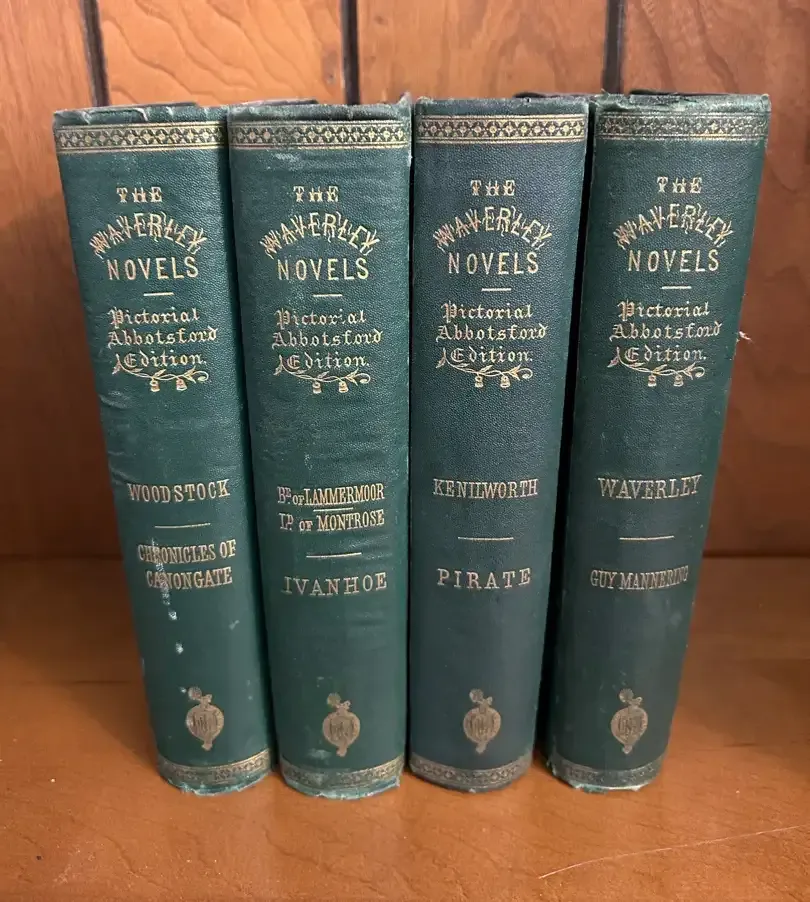 THE
WAVERLEY
NOVELS
Pictorial
Abbotsford
Edition.
WOODSTOCK
CHRONICLES OF
CANONGATE
THE
WAVERLEY
NOVELS
Pictorial
Abbotsford
Edition.
BE. OF LAMMERMOOR
LD. OF MONTROSE
IVANHOE
THE
WAVERLEY
NOVELS
Pictorial
Abbotsford
Edition.
KENILWORTH
PIRATE
THE
WAVERLEY
NOVELS
Pictorial
Abbotsford
Edition.
WAVERLEY
GUY MANNERING